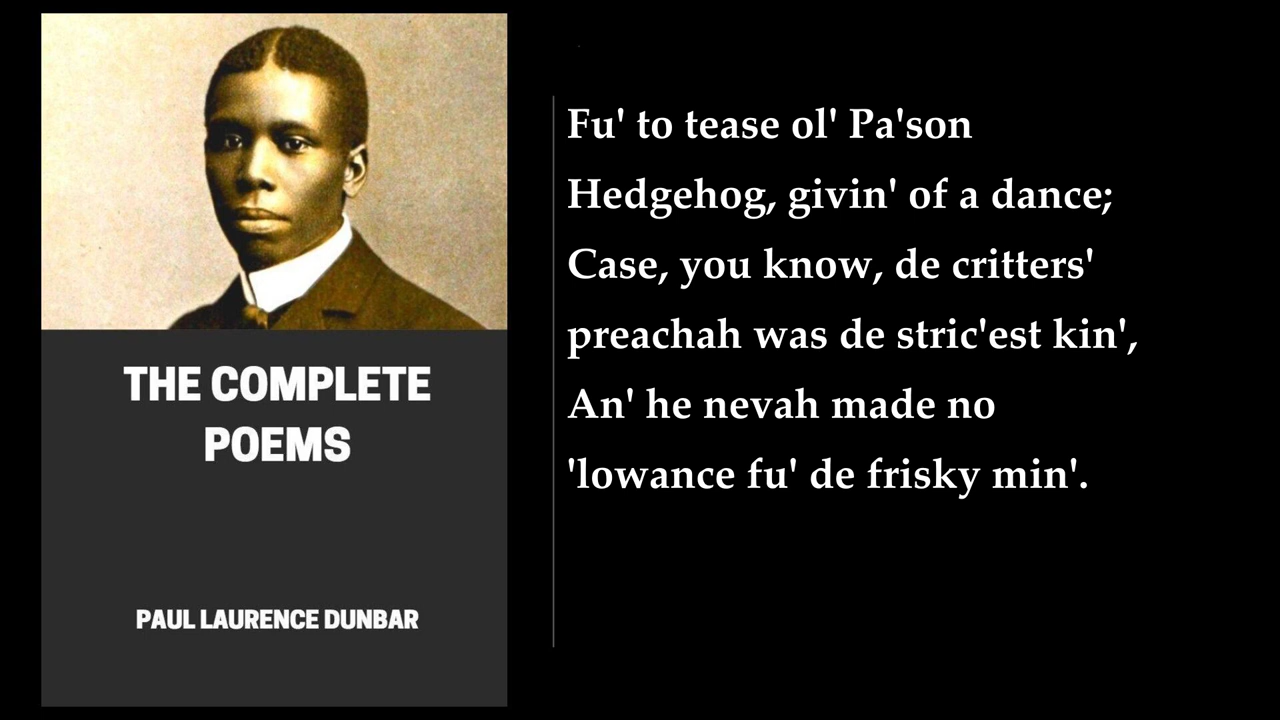 THE COMPLETE
POEMS
PAUL LAURENCE DUNBAR
Fu' to tease ol' Pa'son
Hedgehog, givin' of a dance;
Case, you know, de critters'
preachah was de stric'est kin',
An' he nevah made no
'lowance fu' de frisky min'.